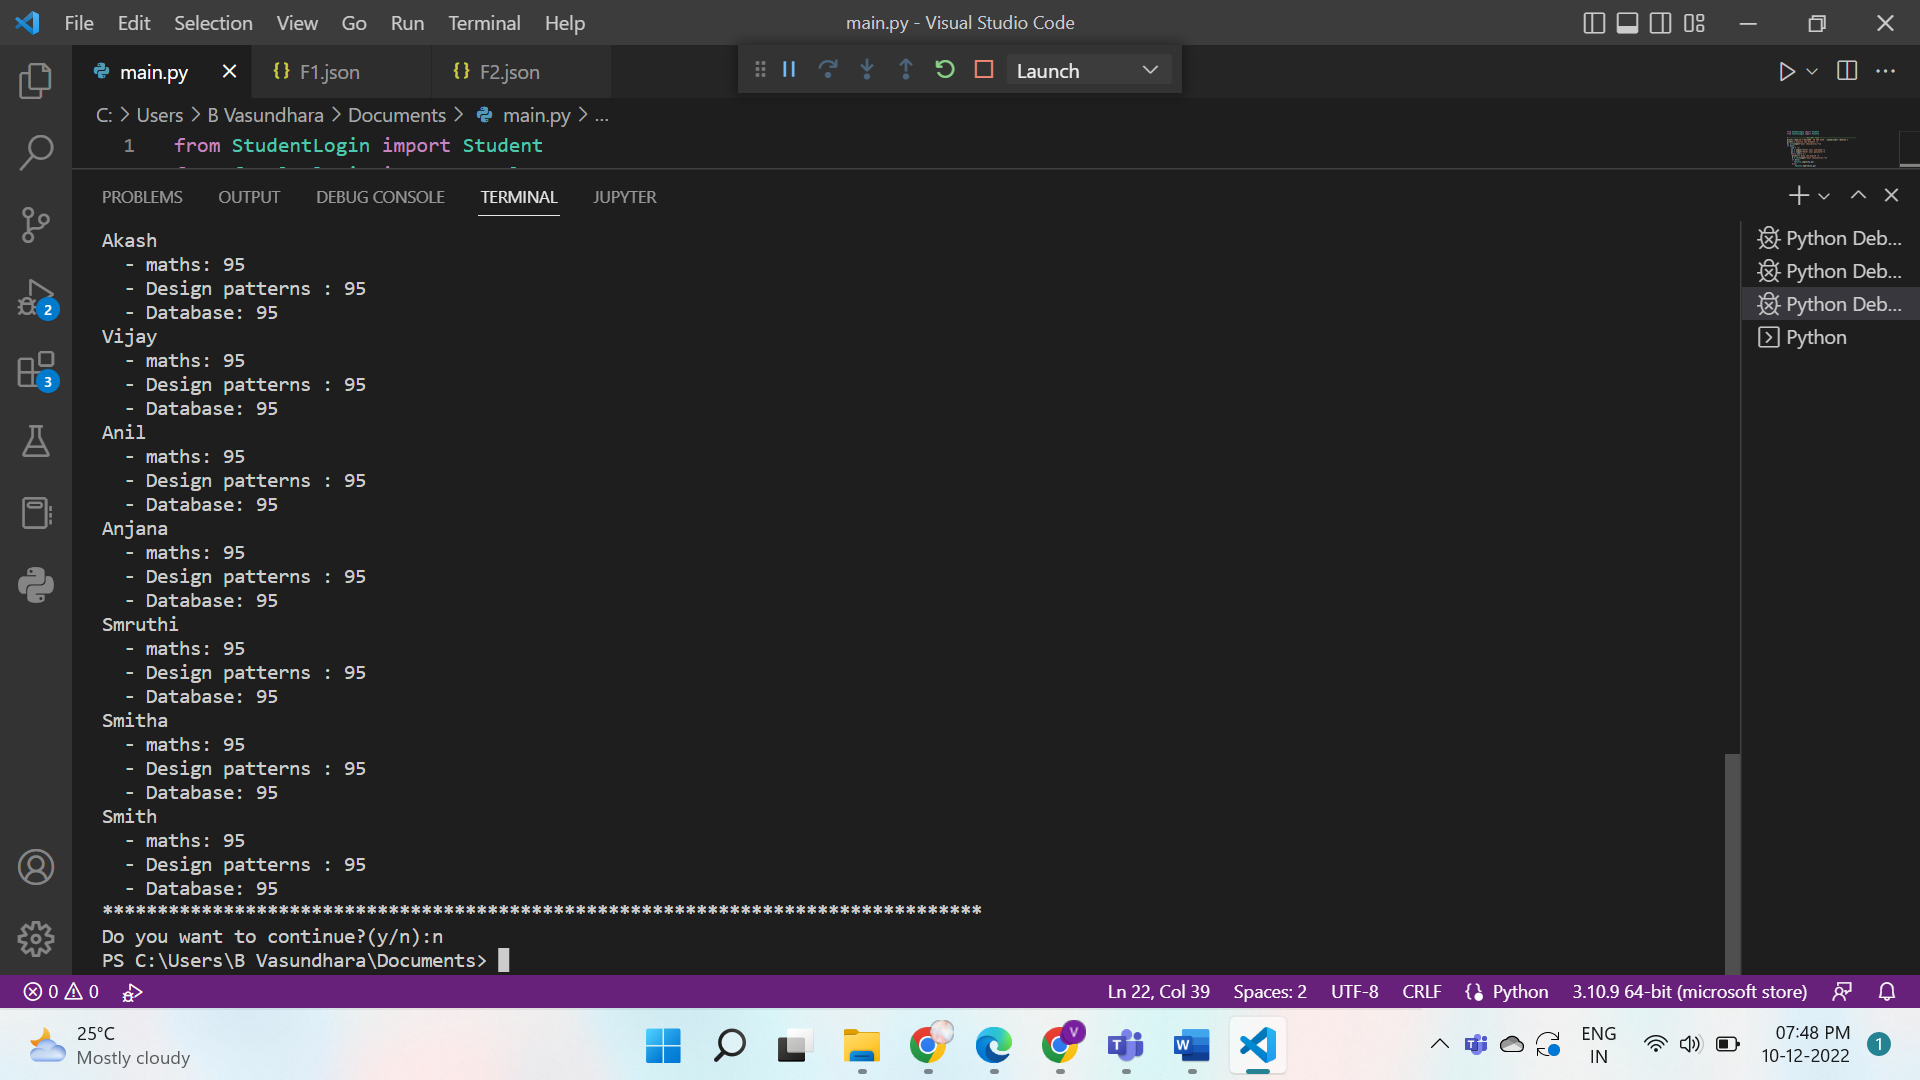 File Edit Selection View Go Run Terminal Help main.py - Visual Studio Code
main.py F1.json F2.json Launch
C: > Users > B Vasundhara > Documents > main.py > ...
1 from StudentLogin import Student
PROBLEMS OUTPUT DEBUG CONSOLE TERMINAL JUPYTER
Akash
- maths: 95
- Design patterns : 95
- Database: 95
Vijay
- maths: 95
- Design patterns : 95
- Database: 95
Anil
- maths: 95
- Design patterns : 95
- Database: 95
Anjana
- maths: 95
- Design patterns : 95
- Database: 95
Smruthi
- maths: 95
- Design patterns : 95
- Database: 95
Smitha
- maths: 95
- Design patterns : 95
- Database: 95
Smith
- maths: 95
- Design patterns : 95
- Database: 95
********************************************************************************
Do you want to continue?(y/n):n
PS C:\Users\B Vasundhara\Documents>
Python Deb...
Python Deb...
Python Deb...
Python
2
3
0 0 Ln 22, Col 39 Spaces: 2 UTF-8 CRLF Python 3.10.9 64-bit (microsoft store)
25°C
Mostly cloudy
V
ENG
IN
07:48 PM
10-12-2022
1